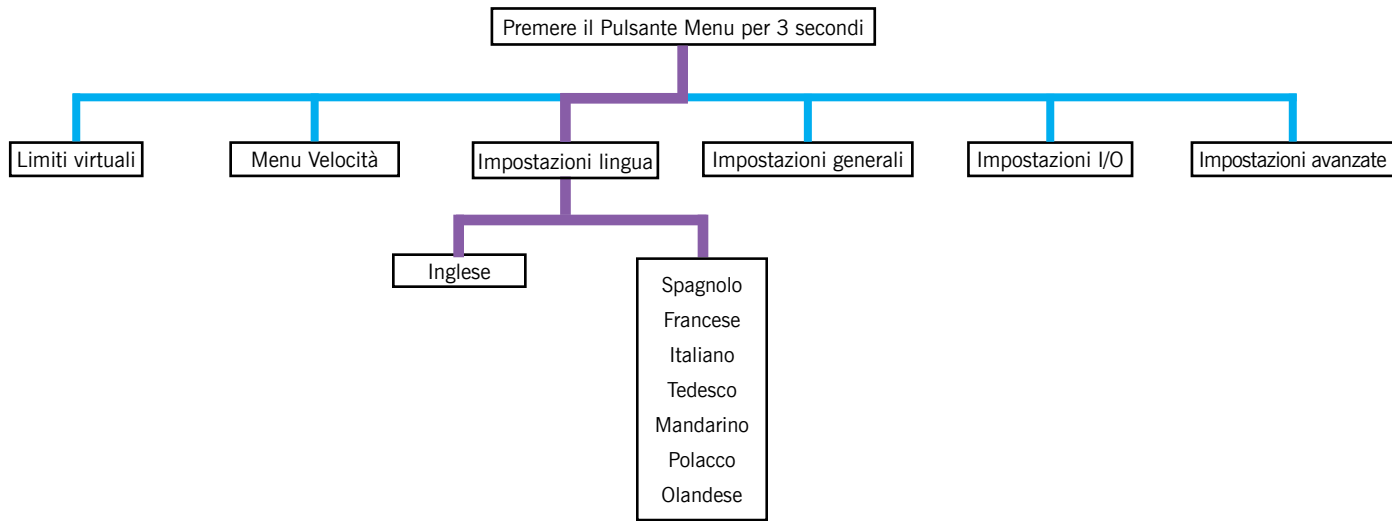 Premere il Pulsante Menu per 3 secondi
Limiti virtuali
Menu Velocità
Impostazioni lingua
Impostazioni generali
Impostazioni I/O
Impostazioni avanzate
Inglese
Spagnolo
Francese
Italiano
Tedesco
Mandarino
Polacco
Olandese